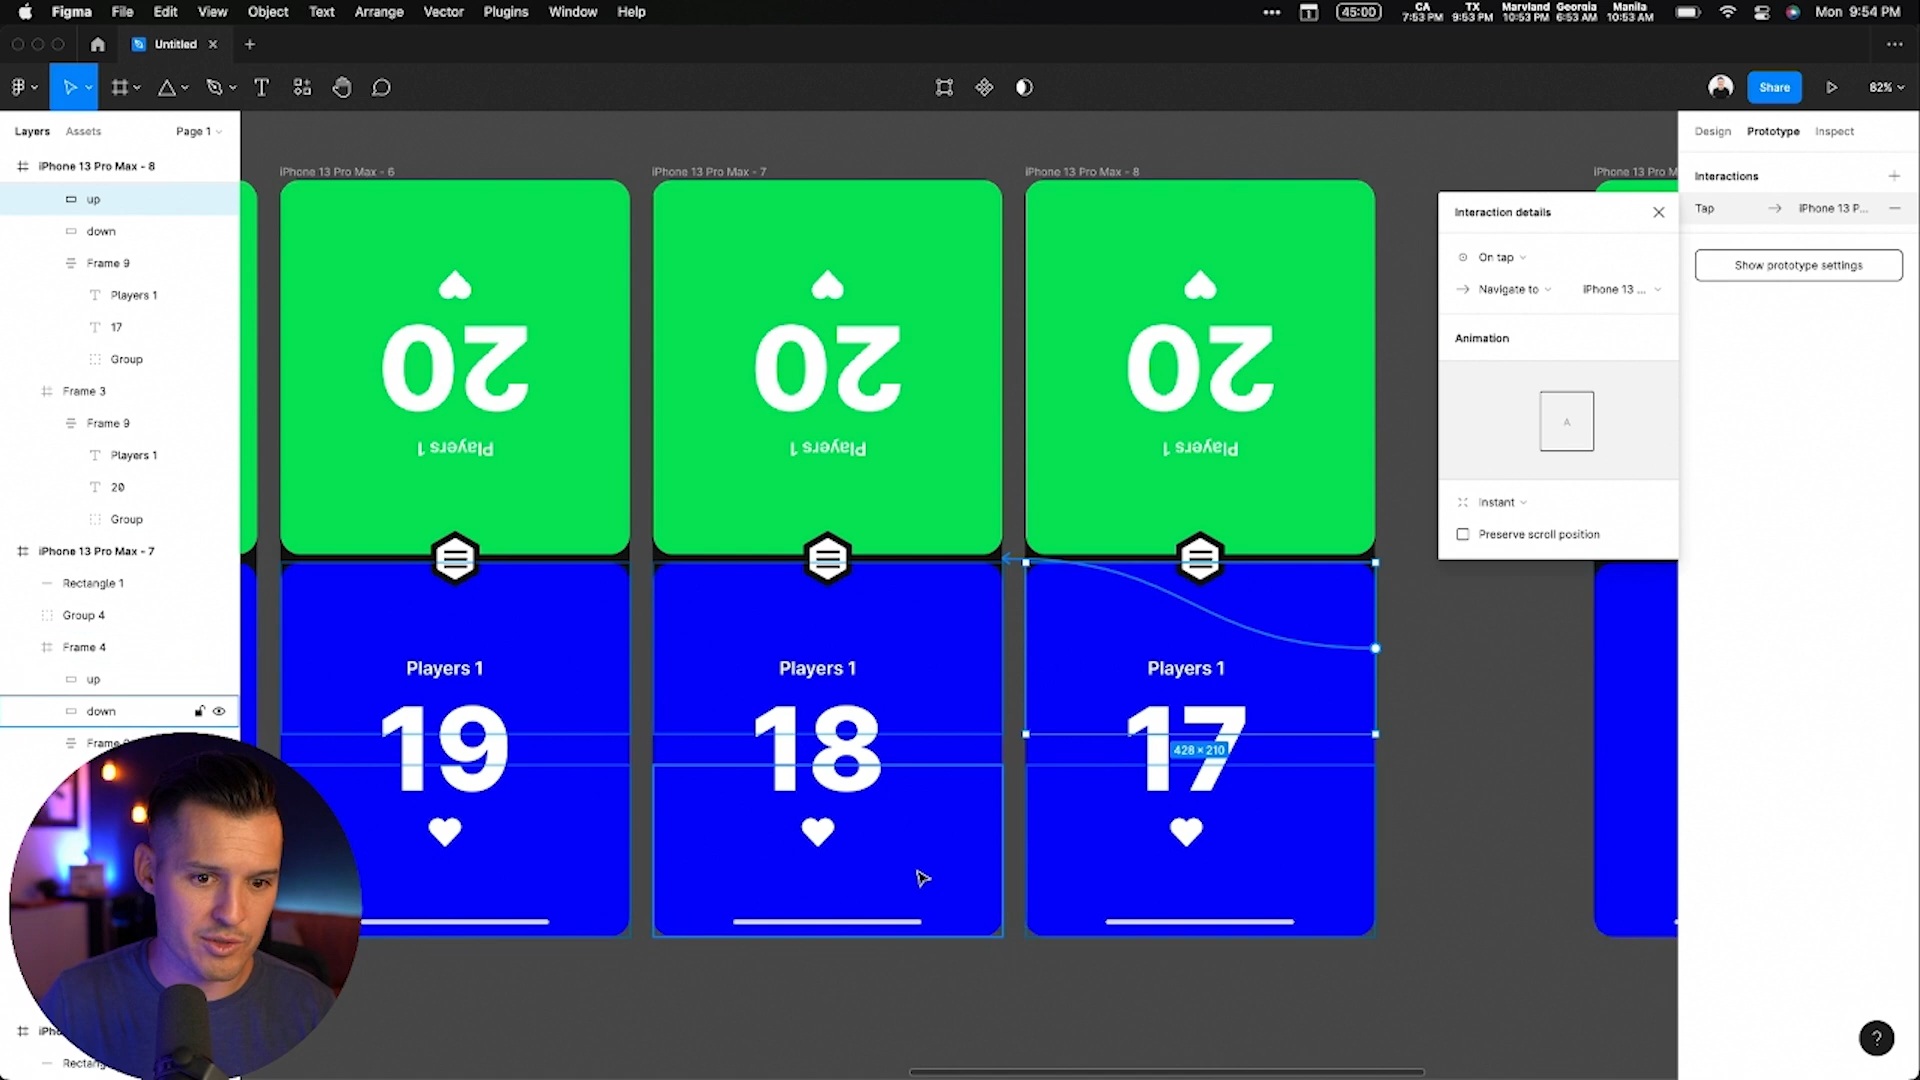 Figma File Edit View Object Text Arrange Vector Plugins Window Help
1 45:00
CA TX Maryland Georgia Manila
7:53 PM 9:53 PM 10:53 PM 6:53 AM 10:53 AM
Mon 9:54 PM
Untitled
Share
82%
Layers Assets Page 1
iPhone 13 Pro Max - 8
up
down
Frame 9
Players 1
17
Group
Frame 3
Frame 9
Players 1
20
Group
iPhone 13 Pro Max - 7
Rectangle 1
Group 4
Frame 4
up
down
Frame
iPho
Rectang
iPhone 13 Pro Max - 6
20
Players 1
Players 1
19
iPhone 13 Pro Max - 7
20
Players 1
Players 1
18
iPhone 13 Pro Max - 8
20
Players 1
Players 1
17
428 × 210
iPhone 13 Pro M
Interaction details
On tap
Navigate to iPhone 13 ...
Animation
A
Instant
Preserve scroll position
Design Prototype Inspect
Interactions
Tap iPhone 13 P...
Show prototype settings
?